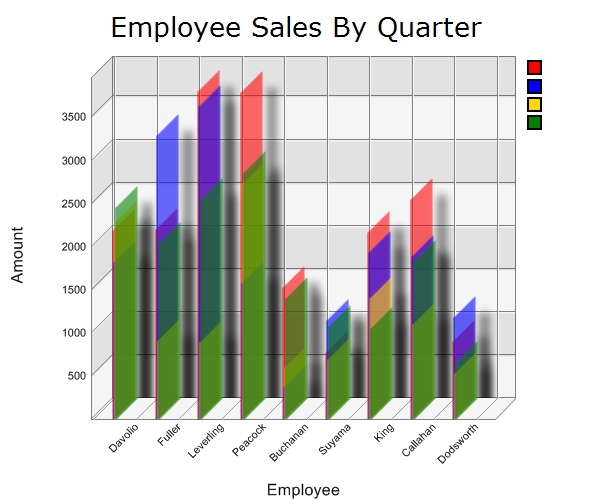 Employee Sales By Quarter
3500
3000
2500
2000
1500
1000
500
Amount
Davolio
Fuller
Leverling
Peacock
Buchanan
Suyama
King
Callahan
Dodsworth
Employee